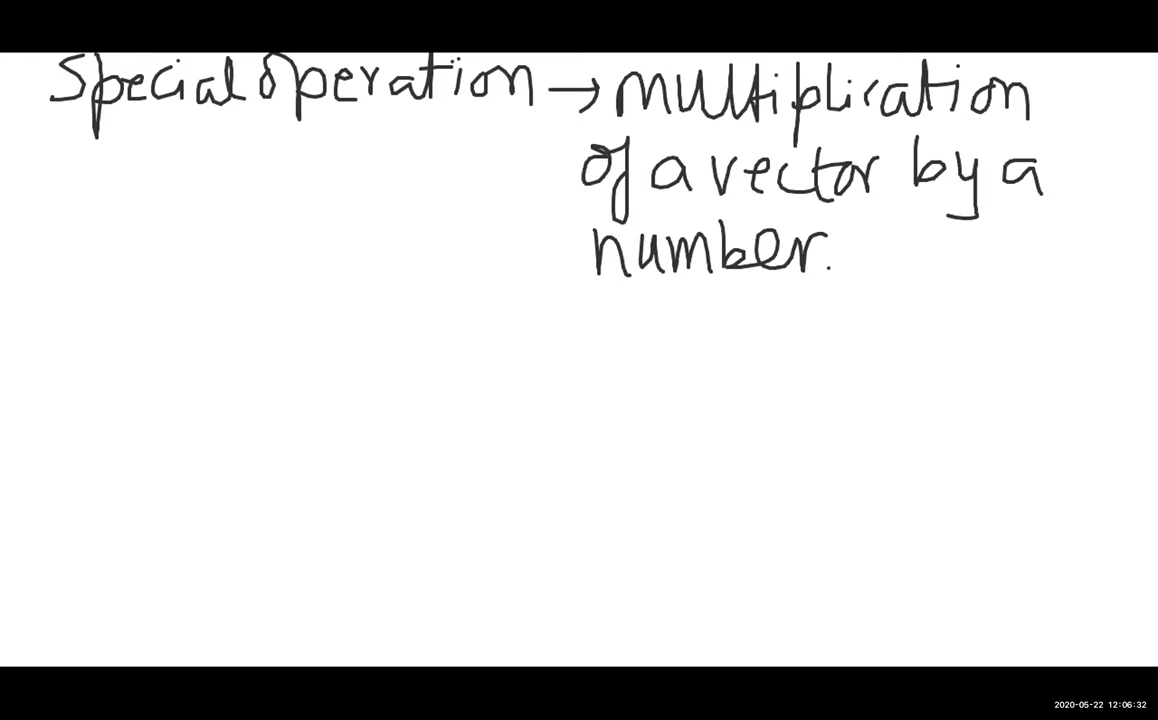 Special operation → multiplication
of a vector by a
number.
2020-05-22 12:06:32